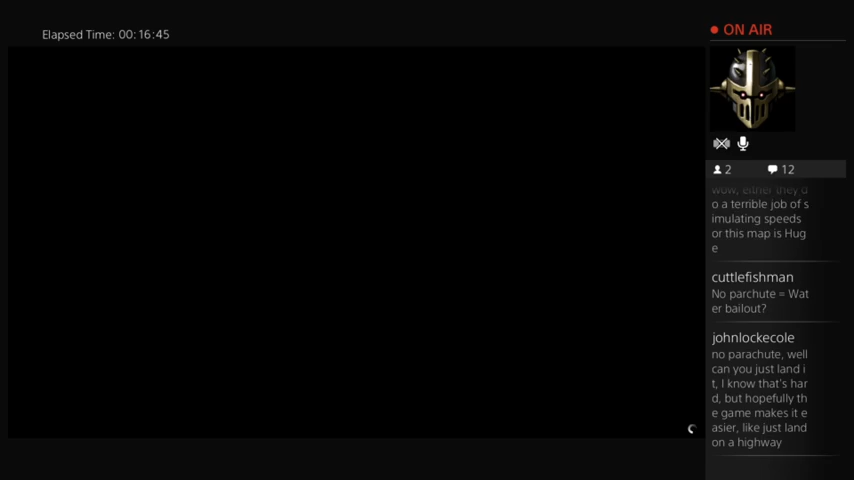 Elapsed Time: 00:16:45
ON AIR
2 12
wow, either they d
o a terrible job of s
imulating speeds
or this map is Hug
e
cuttlefishman
No parchute = Wat
er bailout?
johnlockecole
no parachute, well
can you just land i
t, I know that's har
d, but hopefully th
e game makes it e
asier, like just land
on a highway